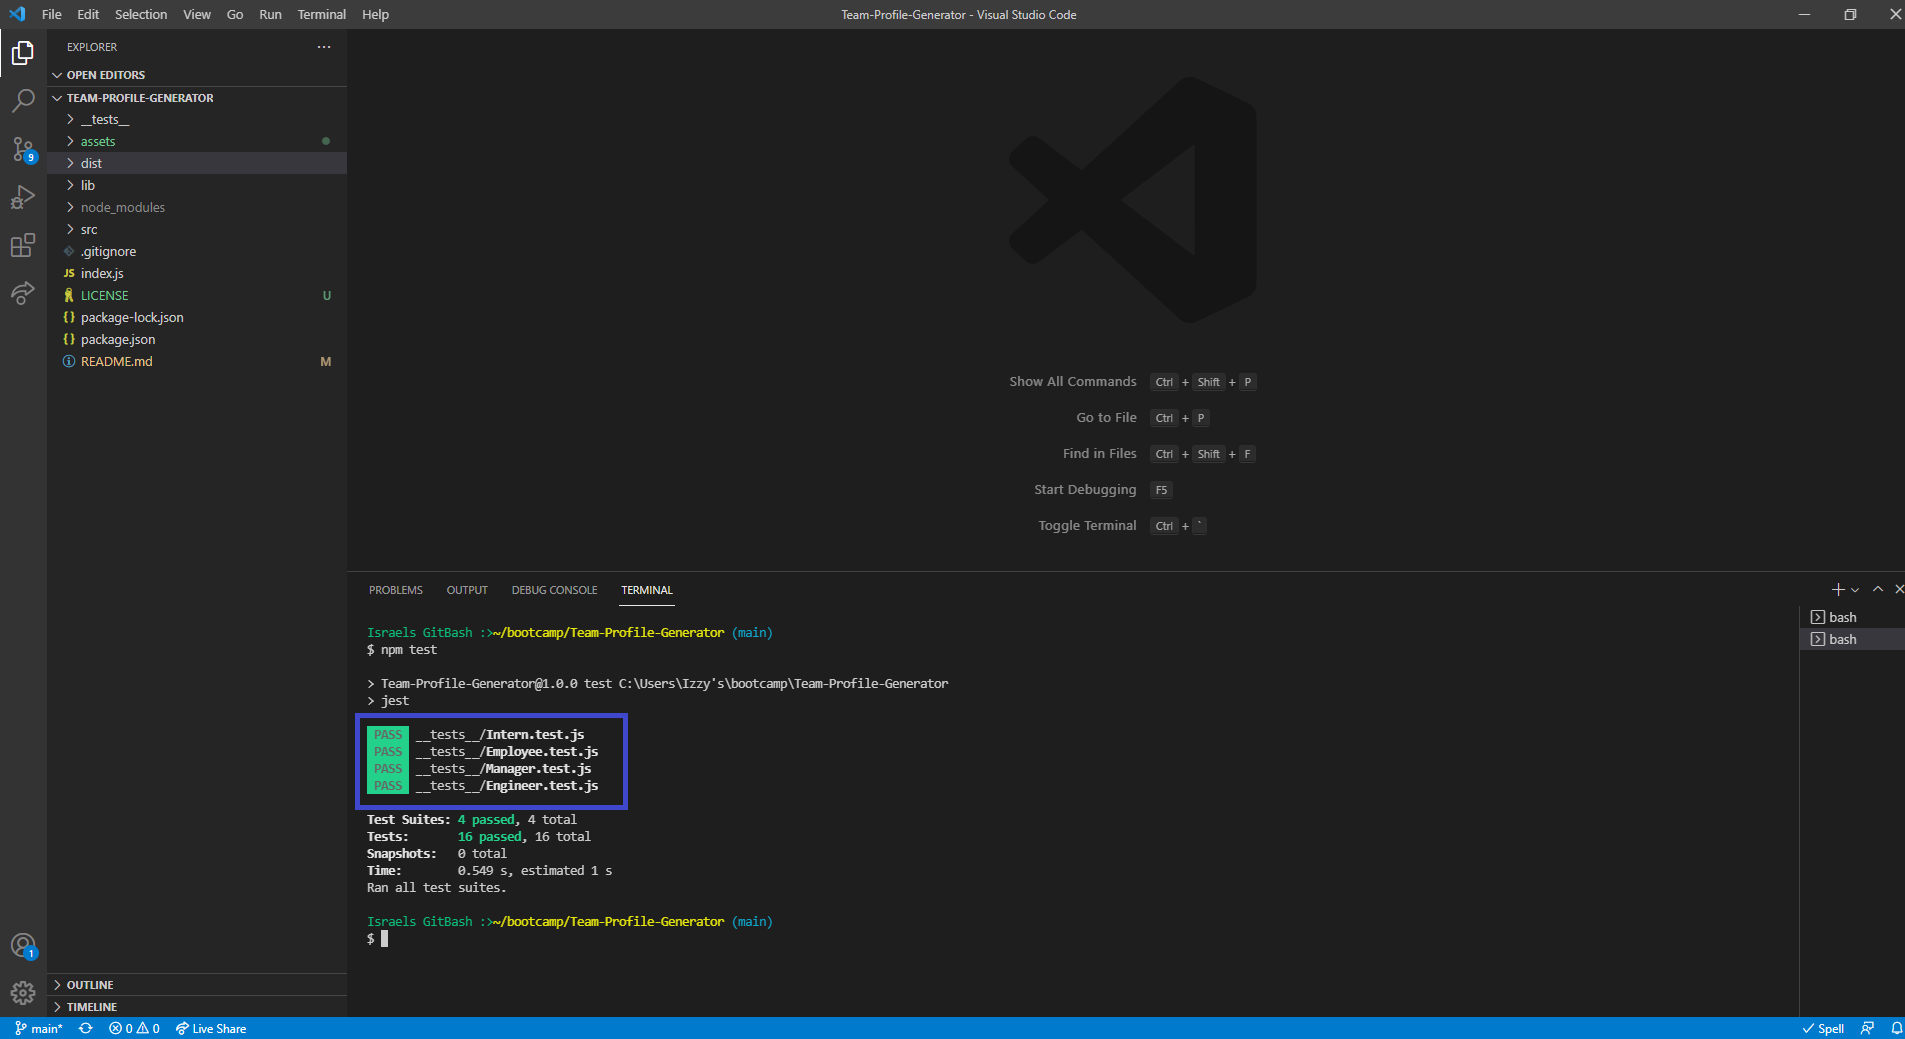 File Edit Selection View Go Run Terminal Help
Team-Profile-Generator - Visual Studio Code
EXPLORER
OPEN EDITORS
TEAM-PROFILE-GENERATOR
__tests__
assets
dist
lib
node_modules
src
.gitignore
JS index.js
LICENSE U
{} package-lock.json
{} package.json
README.md M
9
1
OUTLINE
TIMELINE
Show All Commands Ctrl + Shift + P
Go to File Ctrl + P
Find in Files Ctrl + Shift + F
Start Debugging F5
Toggle Terminal Ctrl + `
PROBLEMS OUTPUT DEBUG CONSOLE TERMINAL
bash
bash
Israels GitBash :>~/bootcamp/Team-Profile-Generator (main)
$ npm test
> Team-Profile-Generator@1.0.0 test C:\Users\Izzy's\bootcamp\Team-Profile-Generator
> jest
PASS __tests__/Intern.test.js
PASS __tests__/Employee.test.js
PASS __tests__/Manager.test.js
PASS __tests__/Engineer.test.js
Test Suites: 4 passed, 4 total
Tests: 16 passed, 16 total
Snapshots: 0 total
Time: 0.549 s, estimated 1 s
Ran all test suites.
Israels GitBash :>~/bootcamp/Team-Profile-Generator (main)
$
main* 0 0 Live Share
Spell